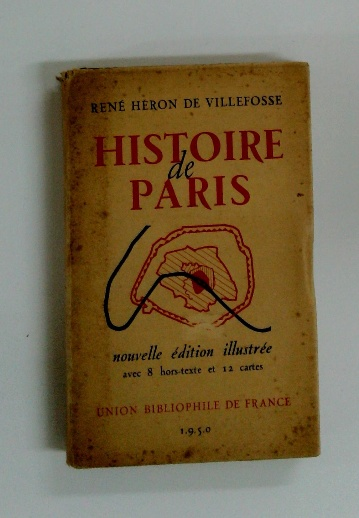 RENÉ HÉRON DE VILLEFOSSE
HISTOIRE
de
PARIS
nouvelle édition illustrée
avec 8 hors-texte et 12 cartes
UNION BIBLIOPHILE DE FRANCE
1.9.5.0